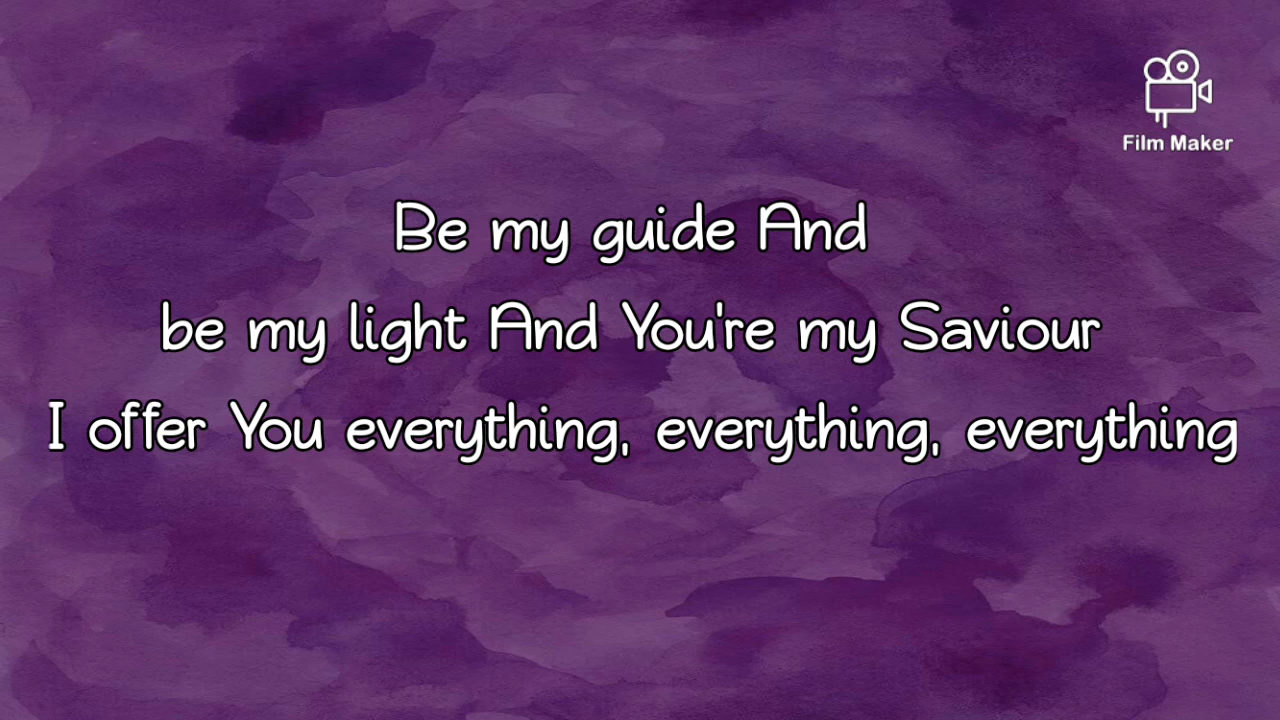 Film Maker
Be my guide And
be my light And You're my Saviour
I offer You everything, everything, everything